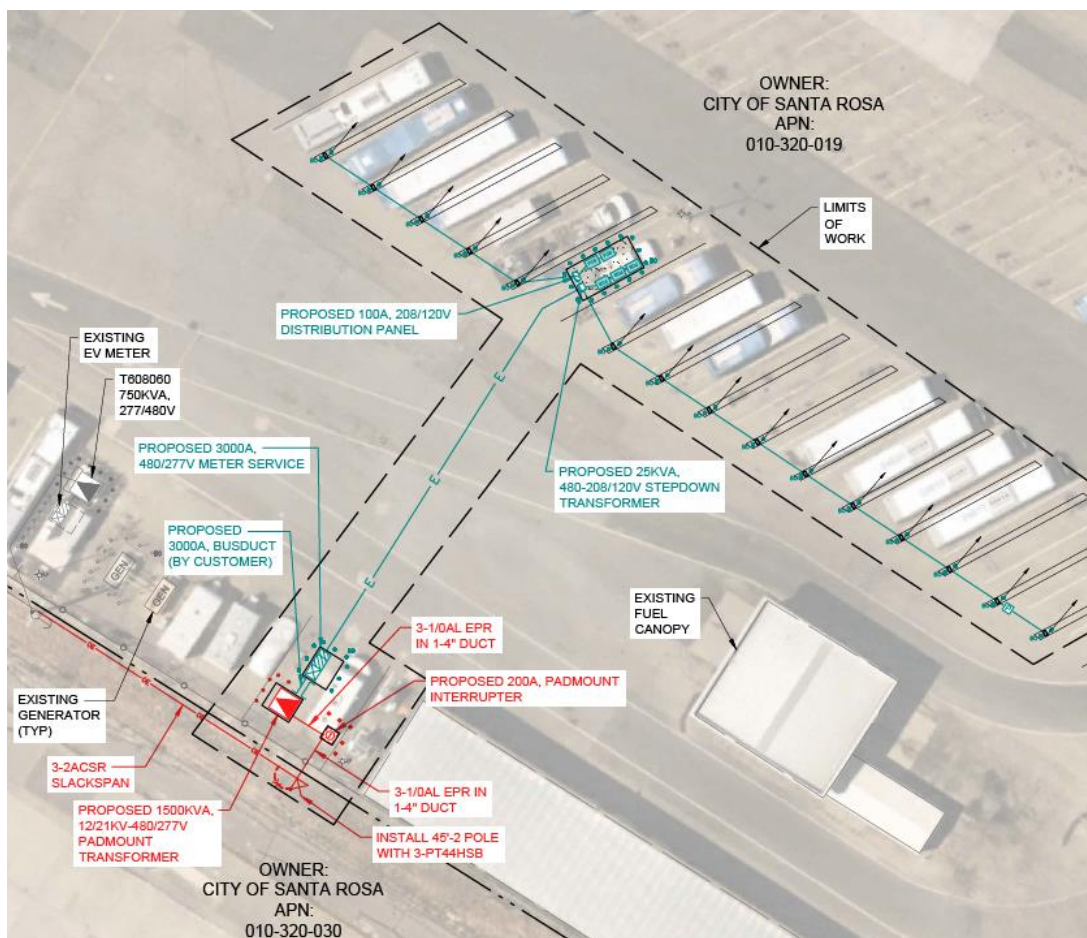 OWNER:
CITY OF SANTA ROSA
APN:
010-320-019
LIMITS
OF
WORK
PROPOSED 100A, 208/120V
DISTRIBUTION PANEL
EXISTING
EV METER
T608060
750KVA,
277/480V
PROPOSED 3000A,
480/277V METER SERVICE
PROPOSED 25KVA,
480-208/120V STEPDOWN
TRANSFORMER
PROPOSED
3000A, BUSDUCT
(BY CUSTOMER)
E
E
E
GEN
GEN
EXISTING
FUEL
CANOPY
3-1/0AL EPR
IN 1-4" DUCT
PROPOSED 200A, PADMOUNT
INTERRUPTER
EXISTING
GENERATOR
(TYP)
3-2ACSR
SLACKSPAN
3-1/0AL EPR IN
1-4" DUCT
PROPOSED 1500KVA,
12/21KV-480/277V
PADMOUNT
TRANSFORMER
INSTALL 45'-2 POLE
WITH 3-PT44HSB
OWNER:
CITY OF SANTA ROSA
APN:
010-320-030